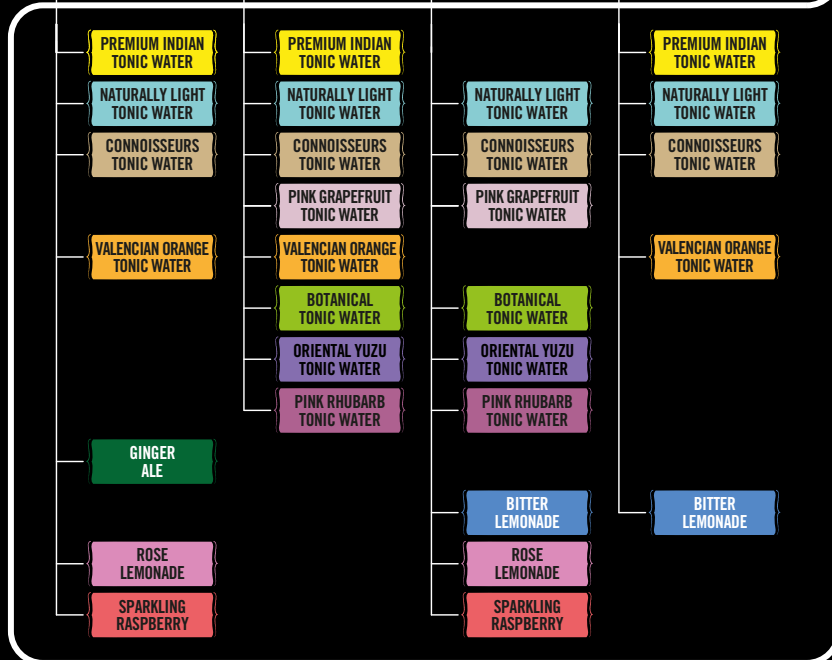 PREMIUM INDIAN
TONIC WATER
NATURALLY LIGHT
TONIC WATER
CONNOISSEURS
TONIC WATER
VALENCIAN ORANGE
TONIC WATER
GINGER
ALE
ROSE
LEMONADE
SPARKLING
RASPBERRY
PREMIUM INDIAN
TONIC WATER
NATURALLY LIGHT
TONIC WATER
CONNOISSEURS
TONIC WATER
PINK GRAPEFRUIT
TONIC WATER
VALENCIAN ORANGE
TONIC WATER
BOTANICAL
TONIC WATER
ORIENTAL YUZU
TONIC WATER
PINK RHUBARB
TONIC WATER
NATURALLY LIGHT
TONIC WATER
CONNOISSEURS
TONIC WATER
PINK GRAPEFRUIT
TONIC WATER
BOTANICAL
TONIC WATER
ORIENTAL YUZU
TONIC WATER
PINK RHUBARB
TONIC WATER
BITTER
LEMONADE
ROSE
LEMONADE
SPARKLING
RASPBERRY
PREMIUM INDIAN
TONIC WATER
NATURALLY LIGHT
TONIC WATER
CONNOISSEURS
TONIC WATER
VALENCIAN ORANGE
TONIC WATER
BITTER
LEMONADE